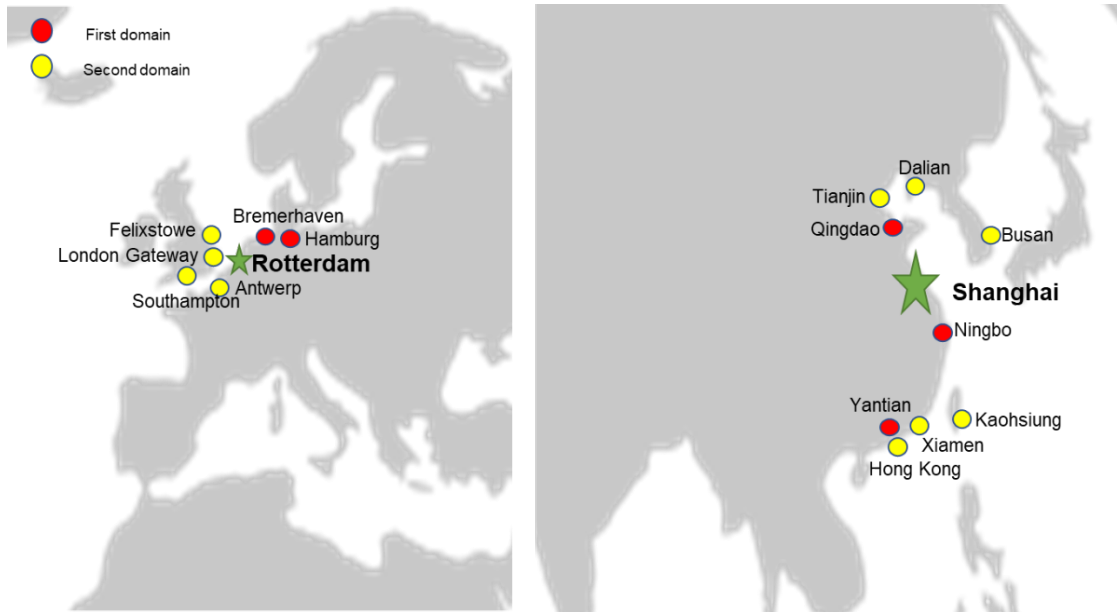 First domain
Second domain
Felixstowe
Bremerhaven
Hamburg
London Gateway
Rotterdam
Southampton
Antwerp
Dalian
Tianjin
Qingdao
Busan
Shanghai
Ningbo
Yantian
Kaohsiung
Xiamen
Hong Kong